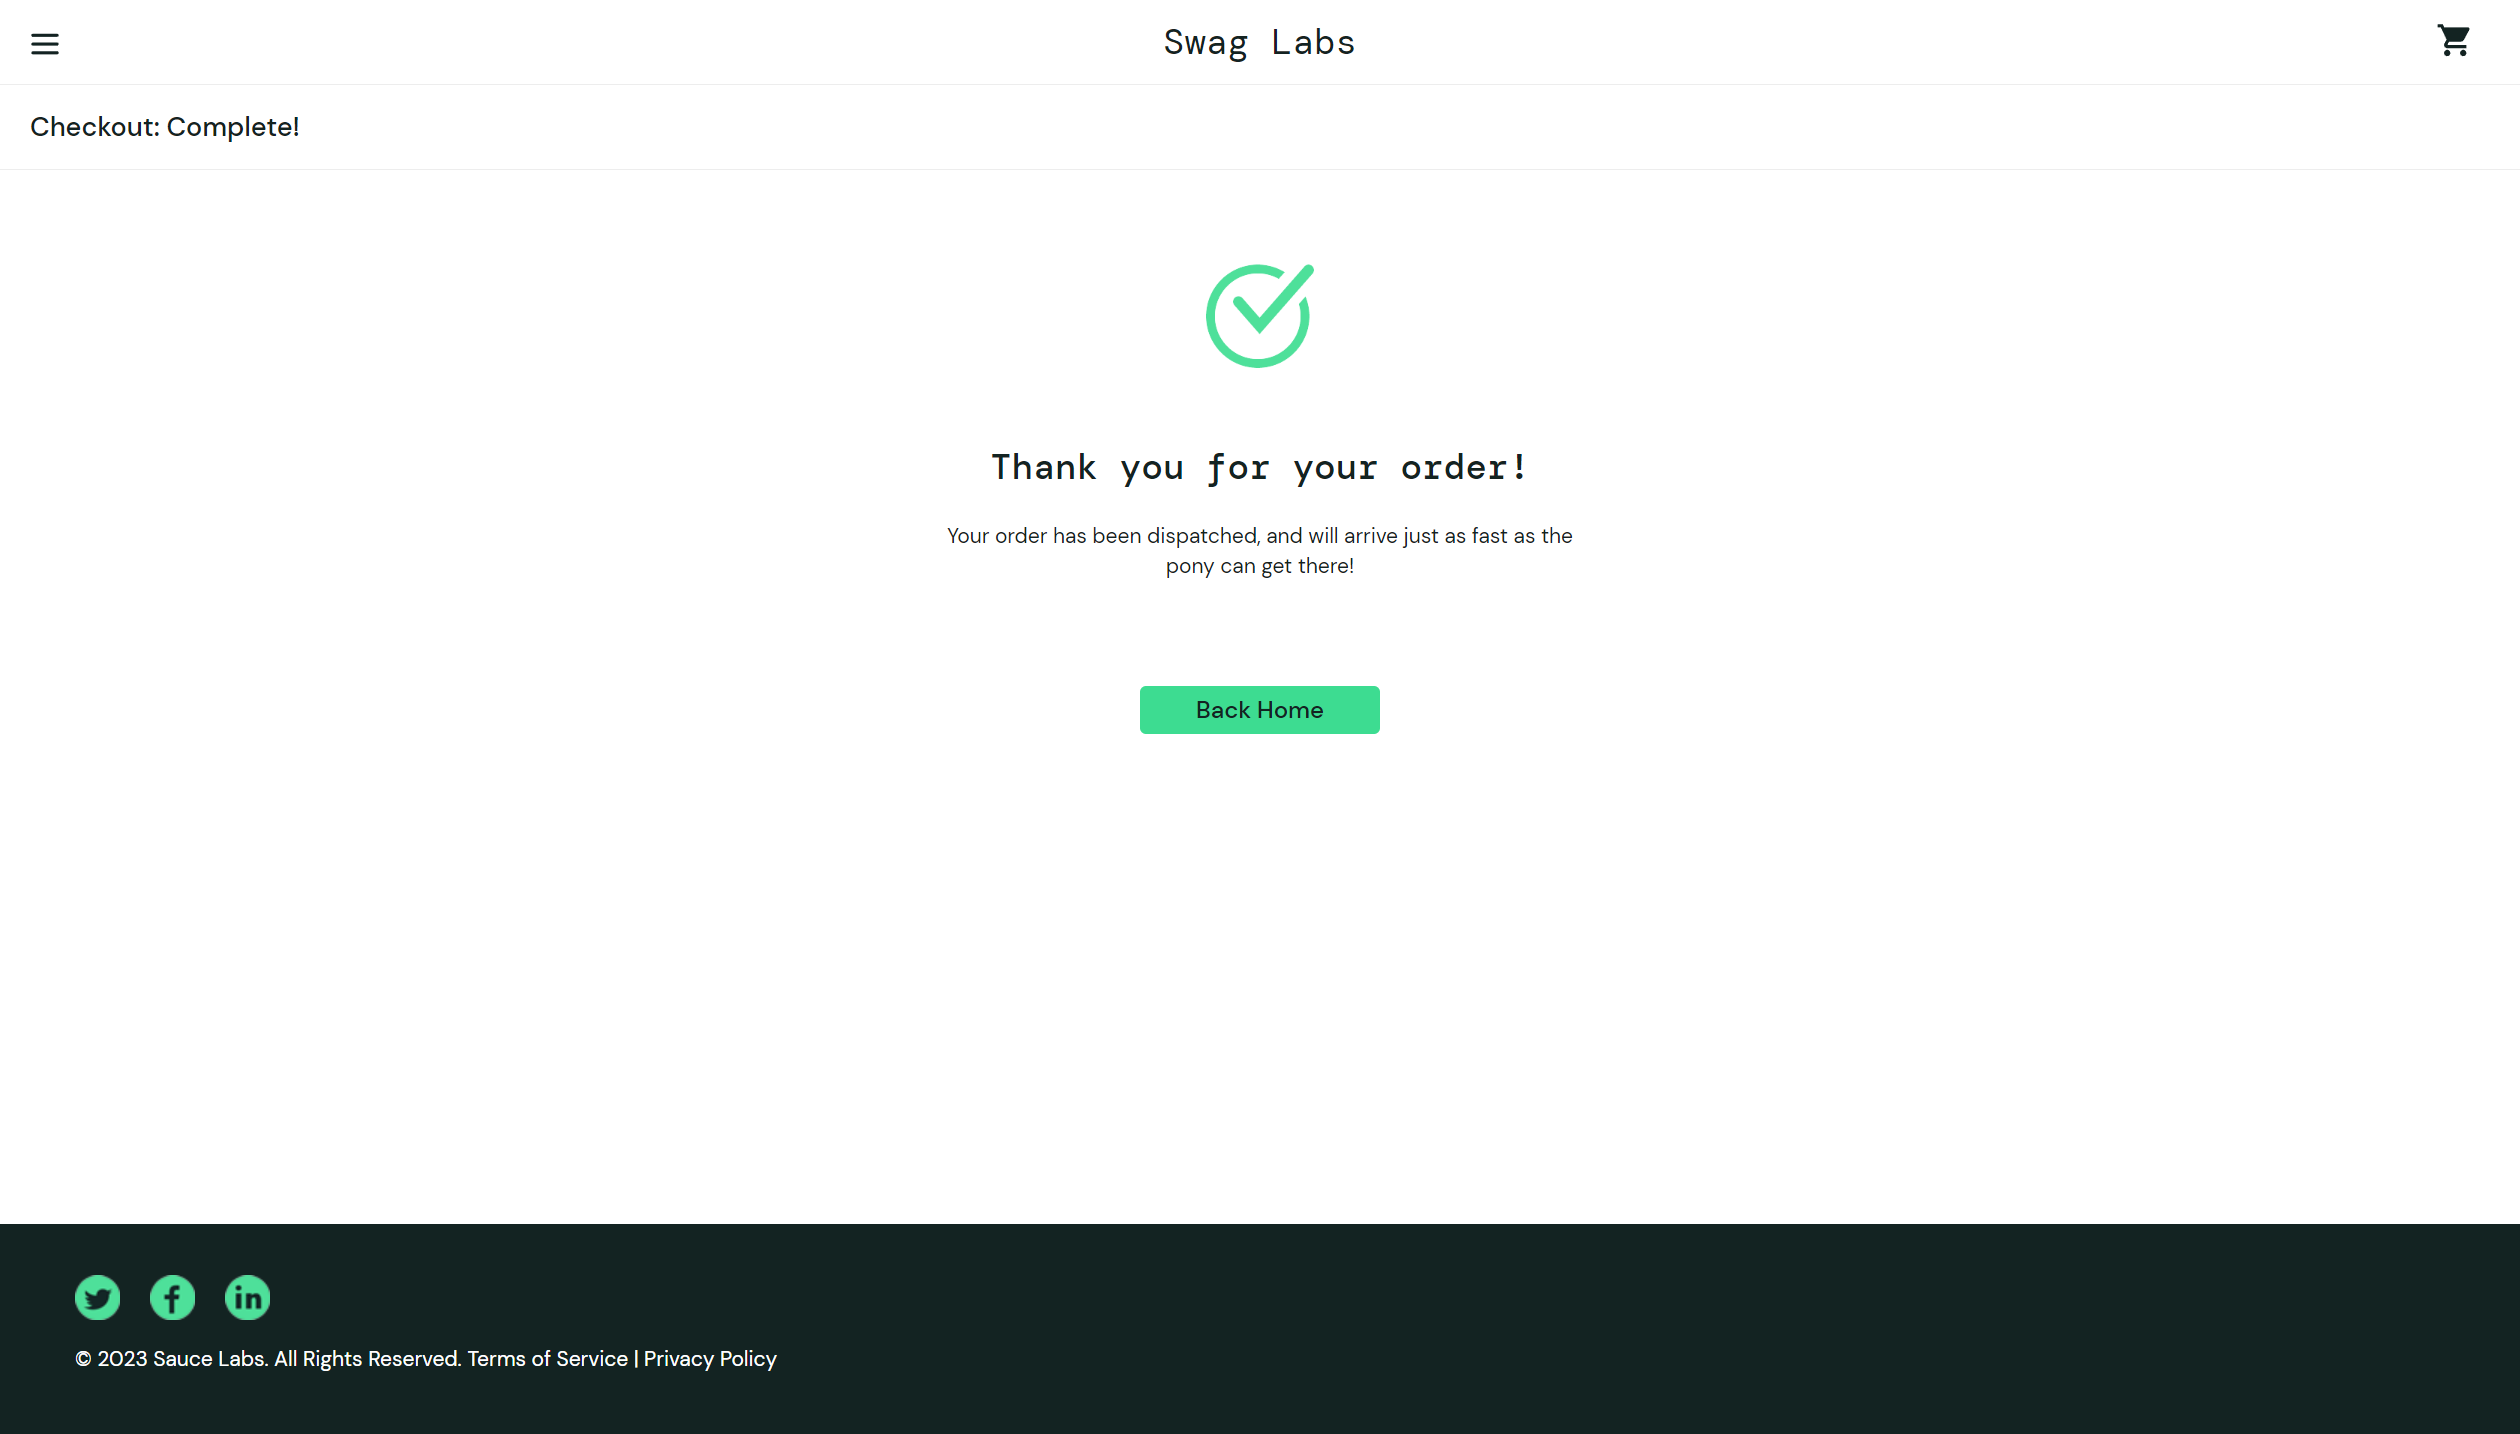 Swag Labs
Checkout: Complete!
Thank you for your order!
Your order has been dispatched, and will arrive just as fast as the
pony can get there!
Back Home
© 2023 Sauce Labs. All Rights Reserved. Terms of Service | Privacy Policy